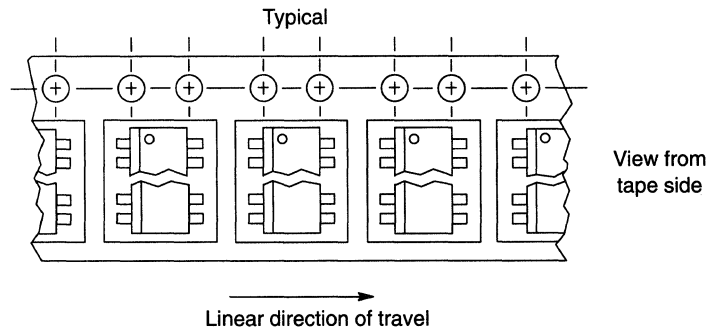 Typical
View from
tape side
Linear direction of travel